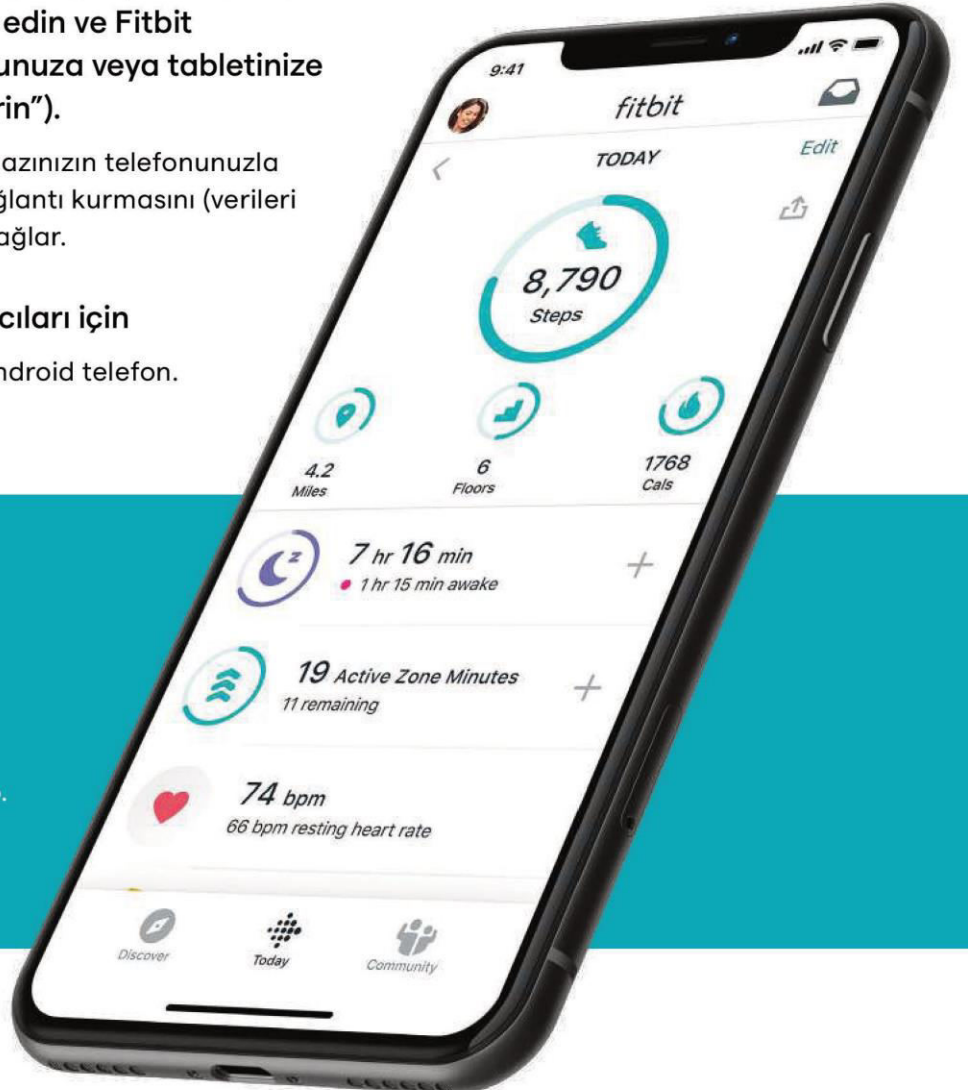 edin ve Fitbit
unuza veya tabletinize
rin”).
azınızın telefonunuzla
ğlantı kurmasını (verileri
ağlar.
cıları için
ndroid telefon.
9:41
fitbit
TODAY
Edit
8,790
Steps
4.2
Miles
6
Floors
1768
Cals
z
7 hr 16 min
1 hr 15 min awake
19 Active Zone Minutes
11 remaining
74 bpm
66 bpm resting heart rate
Discover
Today
Community